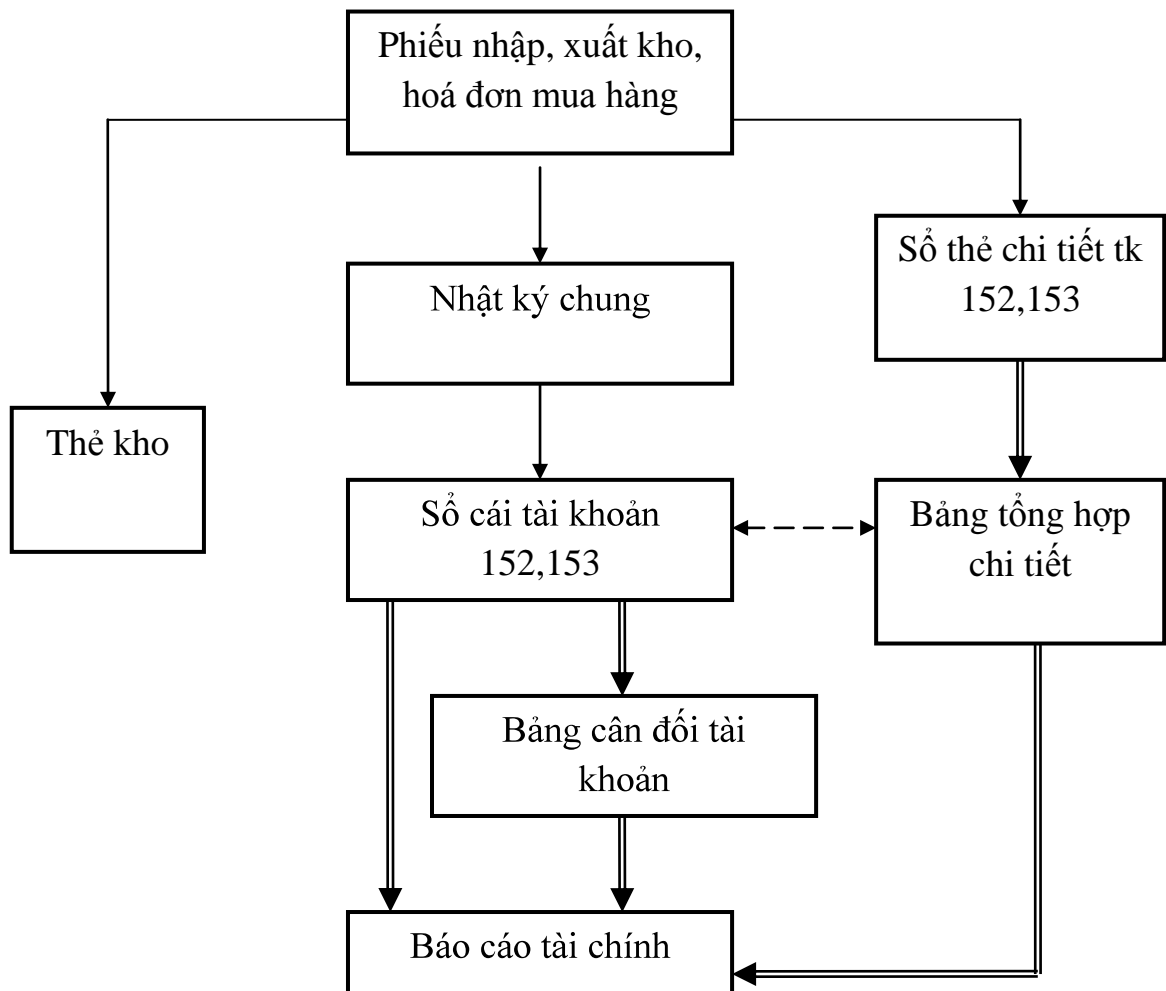 Phiếu nhập, xuất kho,
hoá đơn mua hàng
Sổ thẻ chi tiết tk
152,153
Nhật ký chung
Thẻ kho
Sổ cái tài khoản
152,153
Bảng tổng hợp
chi tiết
Bảng cân đối tài
khoản
Báo cáo tài chính